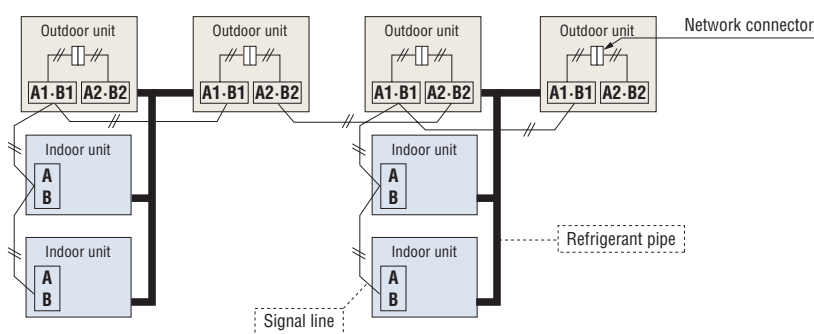 Outdoor unit
A1·B1 A2·B2
Outdoor unit
A1·B1 A2·B2
Outdoor unit
A1·B1 A2·B2
Outdoor unit
A1·B1 A2·B2
Network connector
Indoor unit
A
B
Indoor unit
A
B
Indoor unit
A
B
Indoor unit
A
B
Refrigerant pipe
Signal line